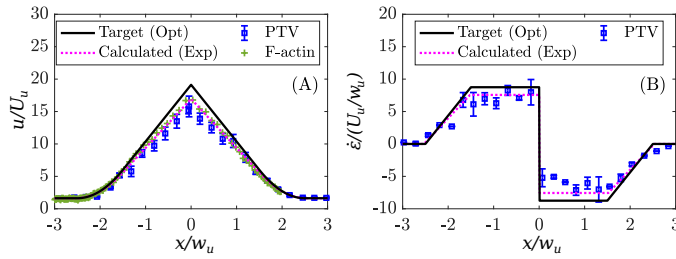 Target (Opt)
Calculated (Exp)
PTV
F-actin
(A)
u/U_u
30
25
20
15
10
5
0
-3 -2 -1 0 1 2 3
x/w_u
Target (Opt)
Calculated (Exp)
PTV
(B)
ε̇/(U_u/w_u)
20
15
10
5
0
-5
-10
-3 -2 -1 0 1 2 3
x/w_u